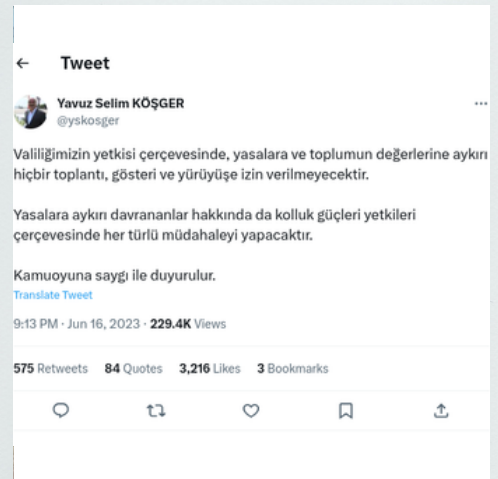 Tweet
Yavuz Selim KÖŞGER
@yskosger
Valiliğimizin yetkisi çerçevesinde, yasalara ve toplumun değerlerine aykırı
hiçbir toplantı, gösteri ve yürüyüşe izin verilmeyecektir.
Yasalara aykırı davrananlar hakkında da kolluk güçleri yetkileri
çerçevesinde her türlü müdahaleyi yapacaktır.
Kamuoyuna saygı ile duyurulur.
Translate Tweet
9:13 PM · Jun 16, 2023 · 229.4K Views
575 Retweets 84 Quotes 3,216 Likes 3 Bookmarks